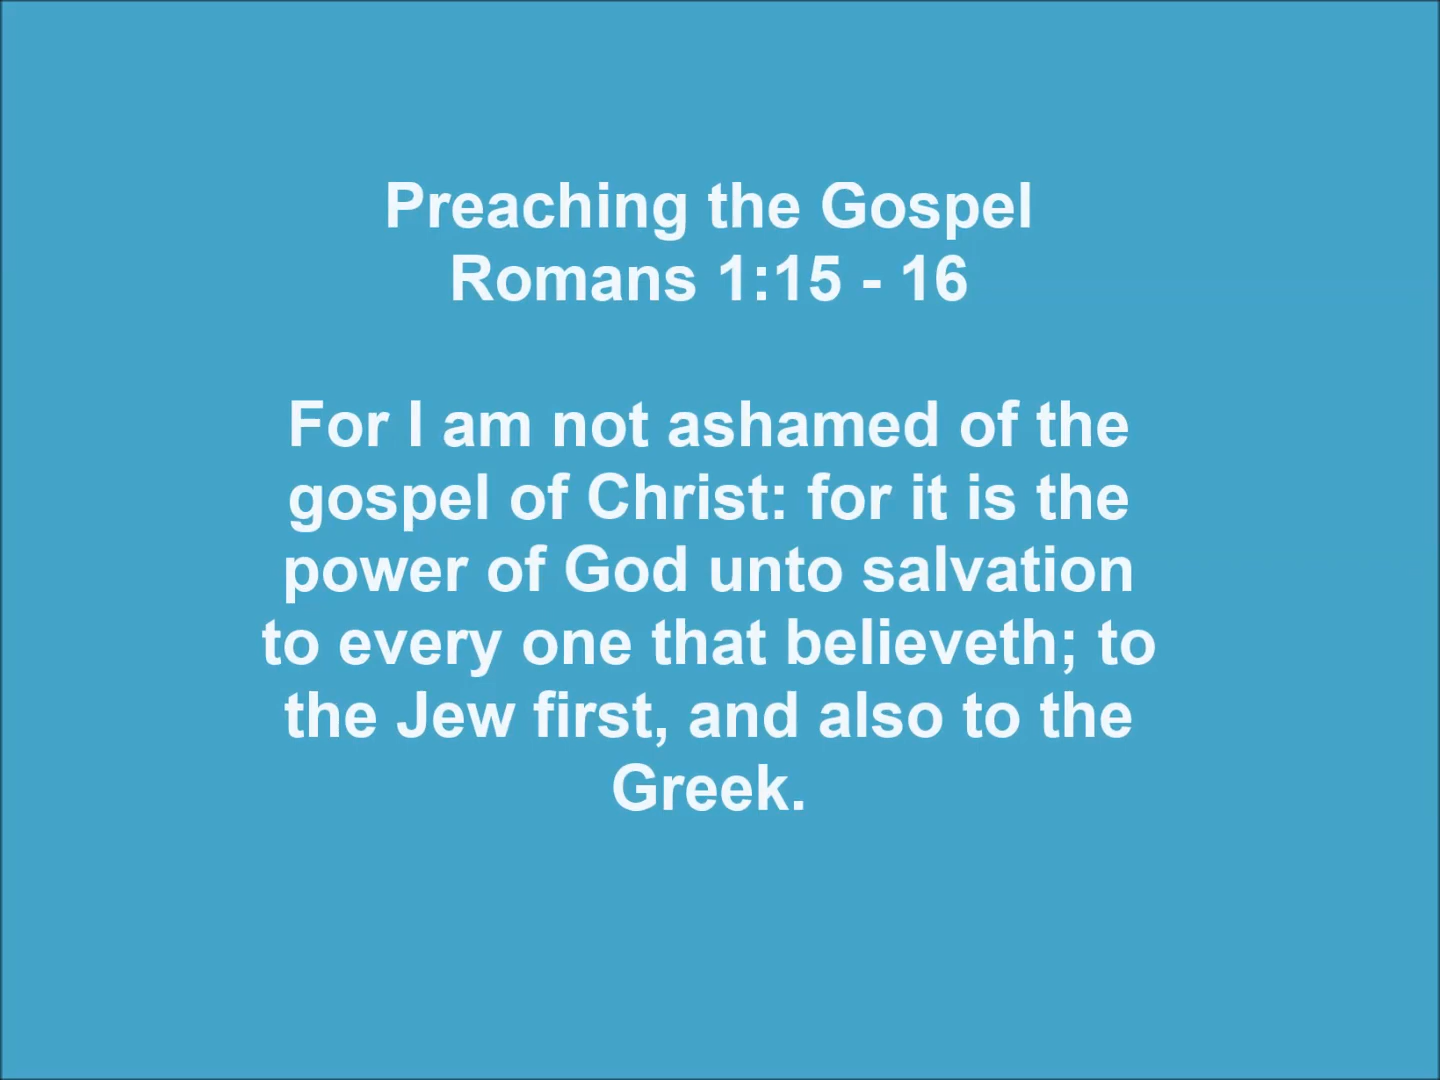 Preaching the Gospel
Romans 1:15 - 16
For I am not ashamed of the
gospel of Christ: for it is the
power of God unto salvation
to every one that believeth; to
the Jew first, and also to the
Greek.